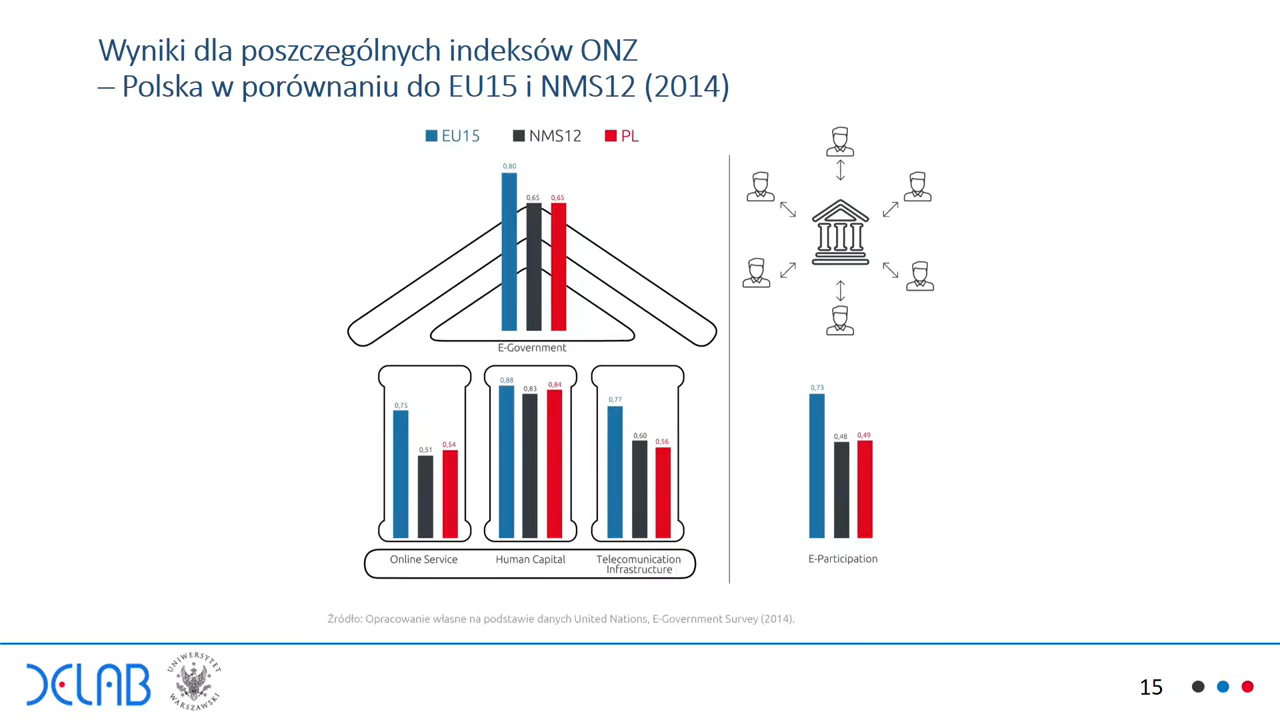 Wyniki dla poszczególnych indeksów ONZ
– Polska w porównaniu do EU15 i NMS12 (2014)
EU15 NMS12 PL
0,80
0,65 0,65
E-Government
0,75
0,51 0,54
0,88
0,83 0,84
0,77
0,60
0,56
Online Service
Human Capital
Telecomunication
Infrastructure
0,73
0,48 0,49
E-Participation
Źródło: Opracowanie własne na podstawie danych United Nations, E-Government Survey (2014).
DELAB
UNIWERSYTET
WARSZAWSKI
15